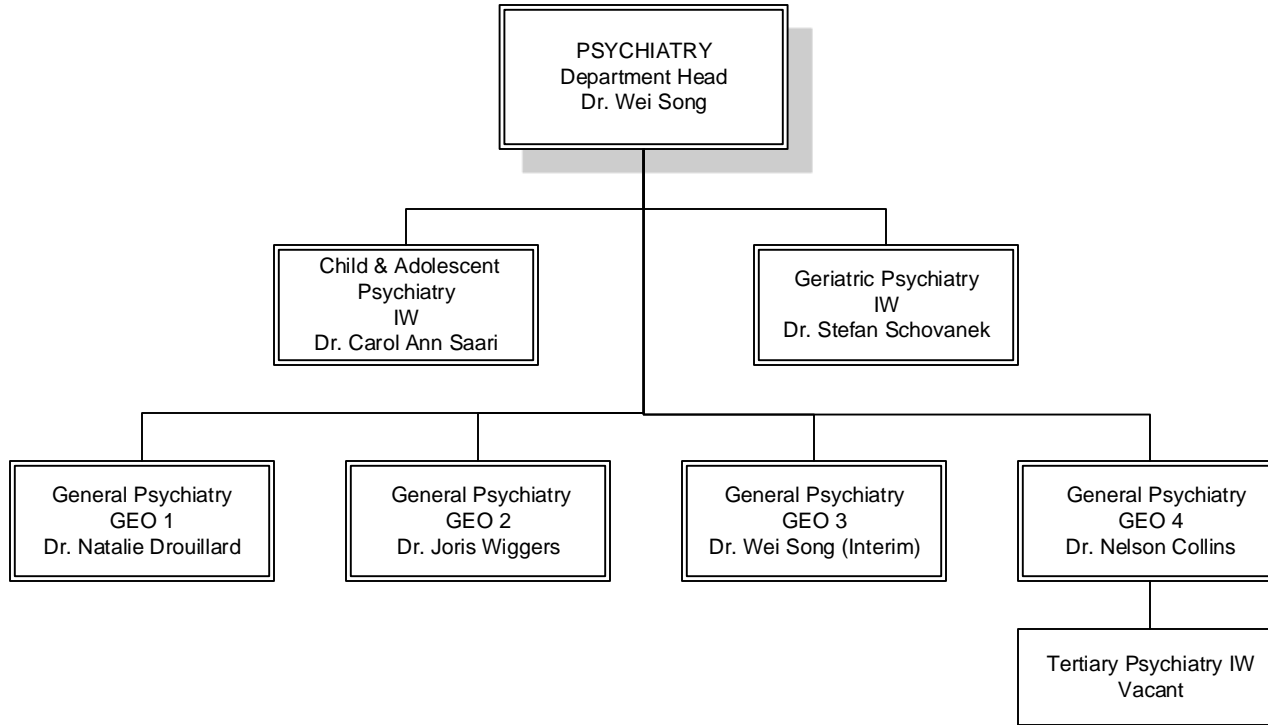 PSYCHIATRY
Department Head
Dr. Wei Song
Child & Adolescent
Psychiatry
IW
Dr. Carol Ann Saari
Geriatric Psychiatry
IW
Dr. Stefan Schovanek
General Psychiatry
GEO 1
Dr. Natalie Drouillard
General Psychiatry
GEO 2
Dr. Joris Wiggers
General Psychiatry
GEO 3
Dr. Wei Song (Interim)
General Psychiatry
GEO 4
Dr. Nelson Collins
Tertiary Psychiatry IW
Vacant